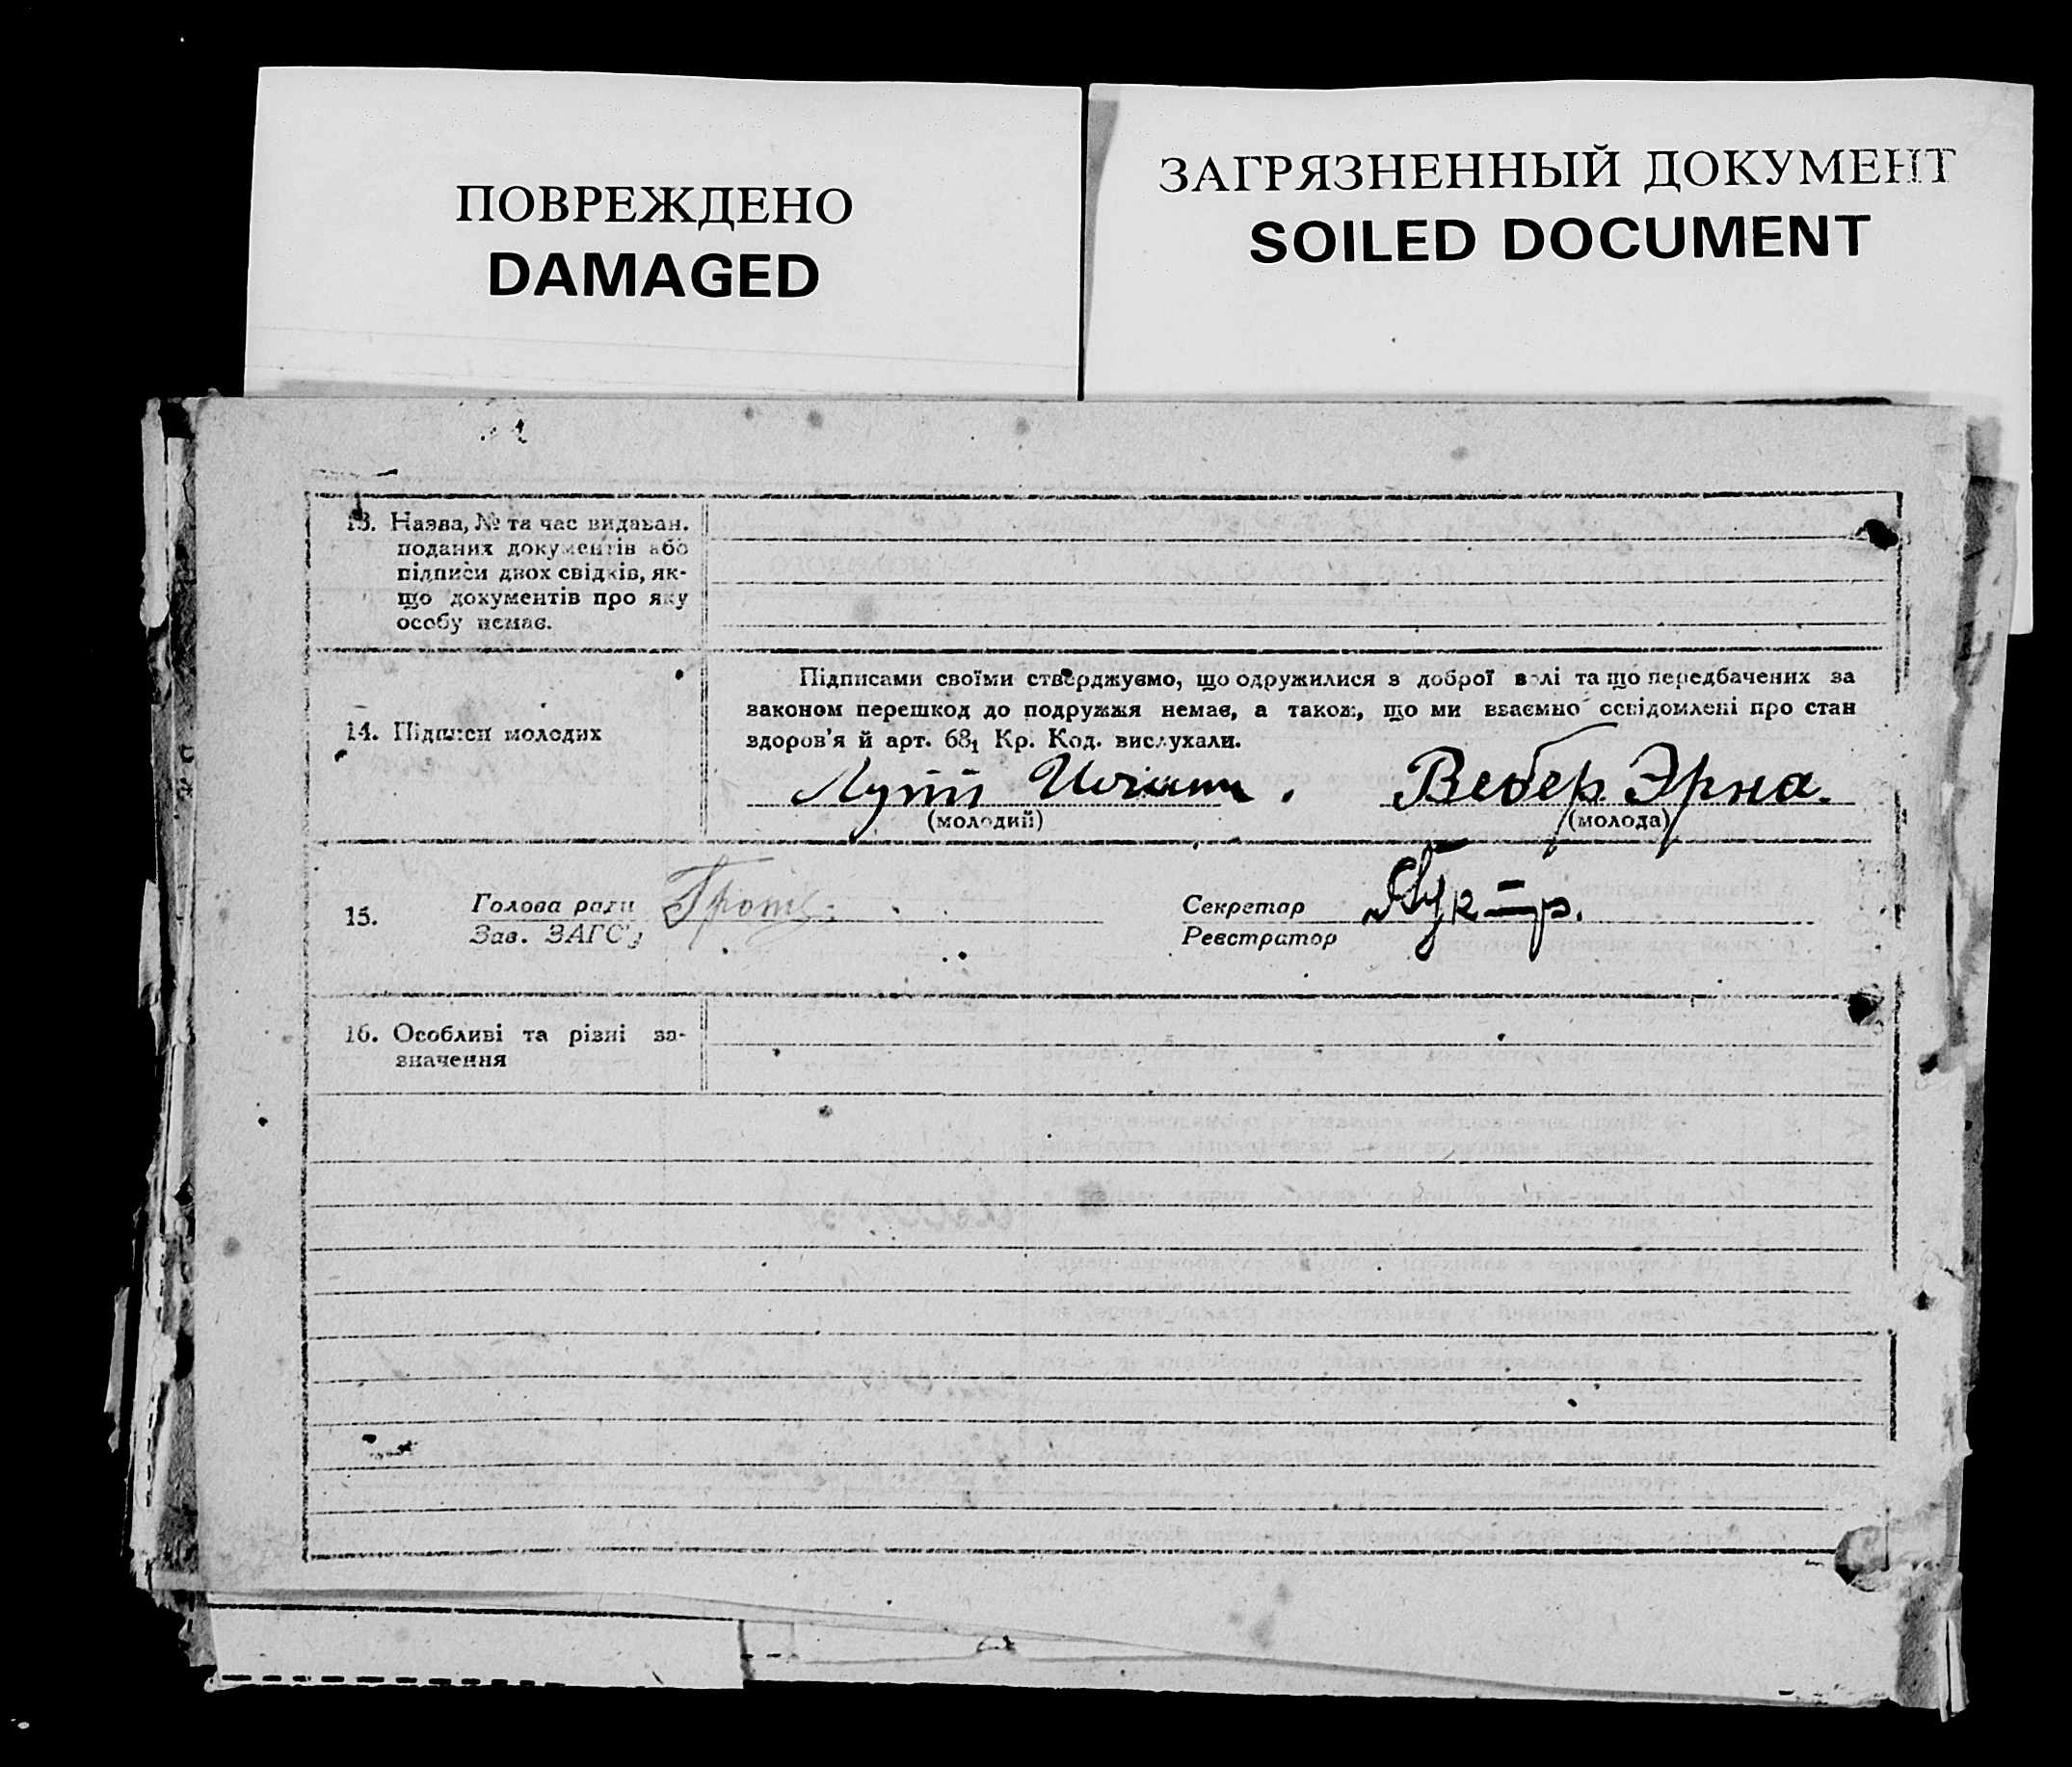 ПОВРЕЖДЕНО
DAMAGED
ЗАГРЯЗНЕННЫЙ ДОКУМЕНТ
SOILED DOCUMENT
13. Назва, № та час видаван.
поданих документів або
підписи двох свідків, як-
що документів про яку
особу немає.
14. Підписи молодих
Підписами своїми стверджуємо, що одружилися з доброї волі та що передбачених за
законом перешкод до подружжя немає, а також, що ми взаємно освідомлені про стан
здоров'я й арт. 68₁ Кр. Код. вислухали.
Вебер Эрна.
(молодий)
(молода)
15.
Голова ради
Зав. ЗАГС'у
Секретар
Реєстратор
16. Особливі та різні за-
значення